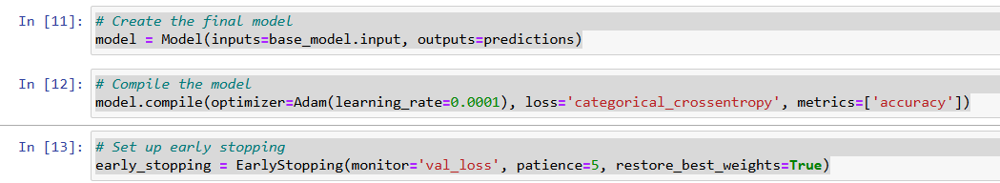 In [11]:
# Create the final model
model = Model(inputs=base_model.input, outputs=predictions)
In [12]:
# Compile the model
model.compile(optimizer=Adam(learning_rate=0.0001), loss='categorical_crossentropy', metrics=['accuracy'])
In [13]:
# Set up early stopping
early_stopping = EarlyStopping(monitor='val_loss', patience=5, restore_best_weights=True)